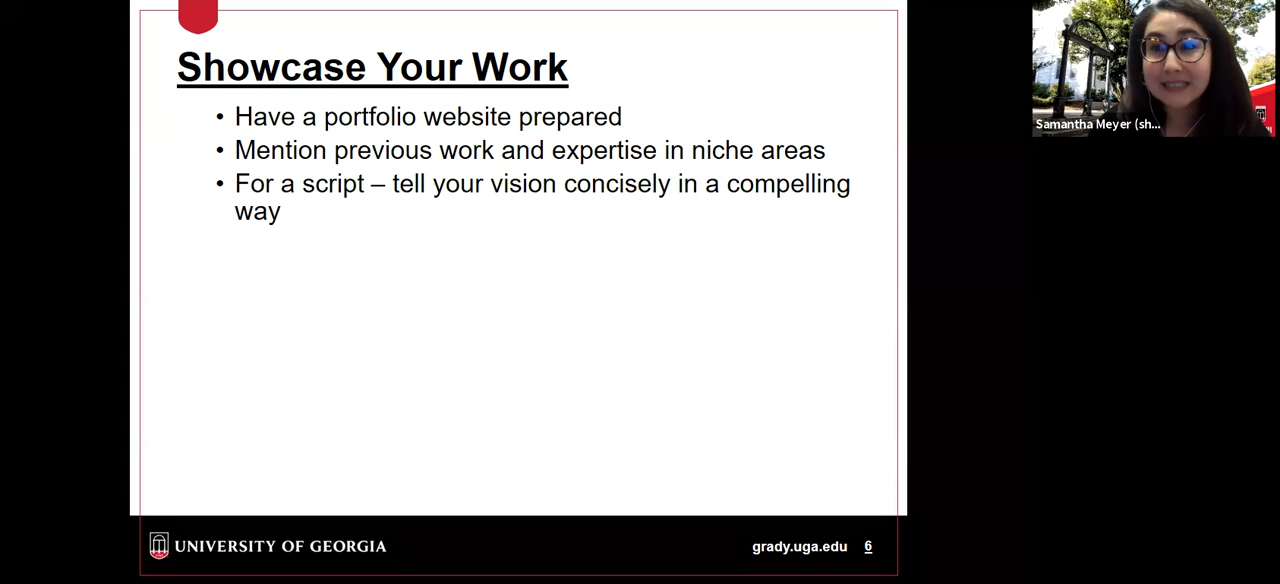 Showcase Your Work
• Have a portfolio website prepared
• Mention previous work and expertise in niche areas
• For a script – tell your vision concisely in a compelling
way
Samantha Meyer (sh...
UNIVERSITY OF GEORGIA
grady.uga.edu 6